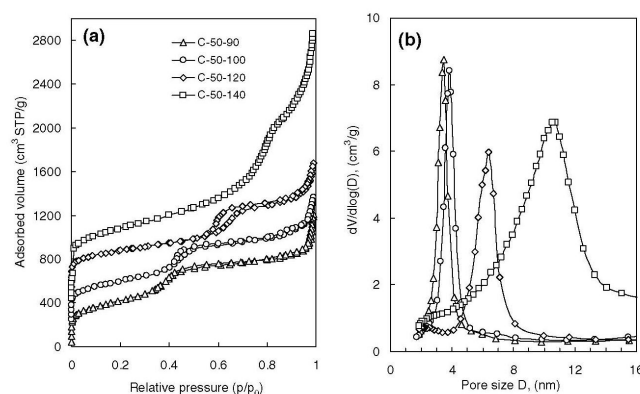 (a)
C-50-90
C-50-100
C-50-120
C-50-140
Adsorbed volume (cm³ STP/g)
2800
2400
2000
1600
1200
800
400
0
0 0.2 0.4 0.6 0.8 1
Relative pressure (p/p₀)
(b)
dV/dlog(D), (cm³/g)
10
8
6
4
2
0
0 4 8 12 16
Pore size D, (nm)